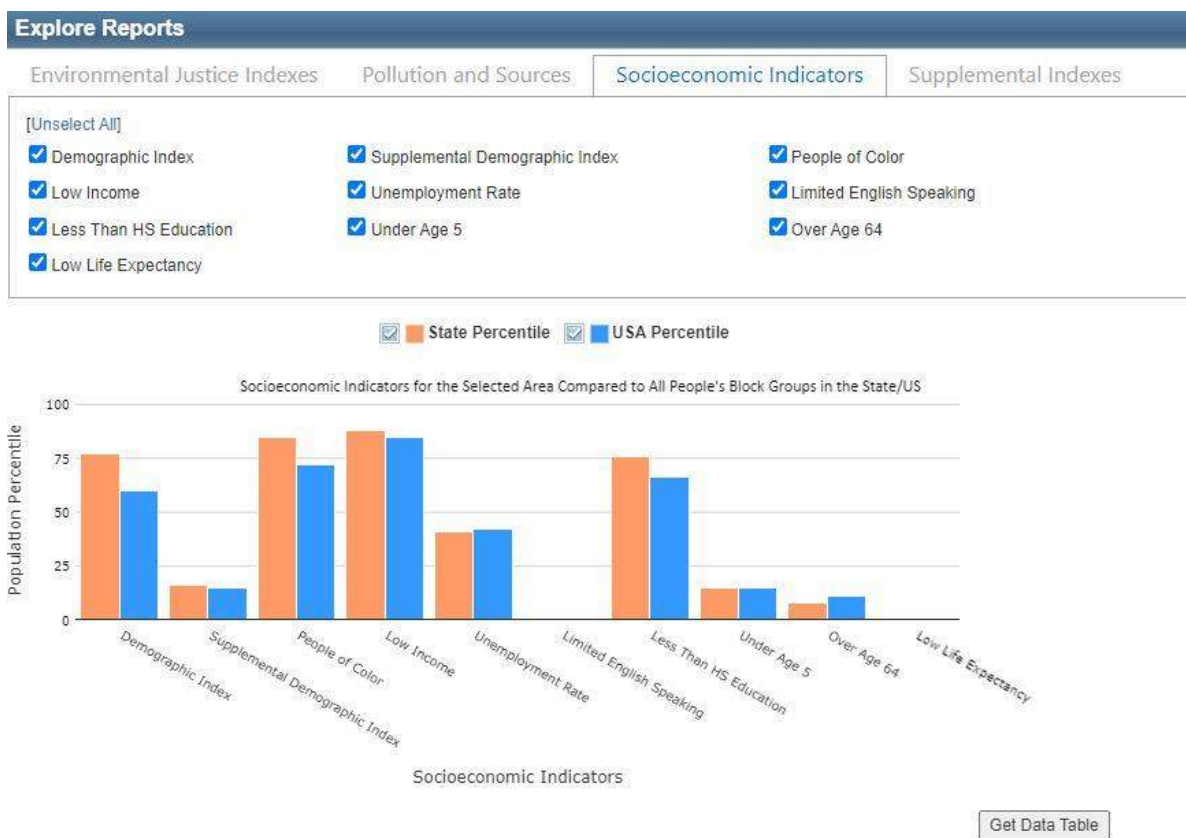 Explore Reports
Environmental Justice Indexes Pollution and Sources Socioeconomic Indicators Supplemental Indexes
[Unselect All]
Demographic Index Supplemental Demographic Index People of Color
Low Income Unemployment Rate Limited English Speaking
Less Than HS Education Under Age 5 Over Age 64
Low Life Expectancy
State Percentile USA Percentile
Socioeconomic Indicators for the Selected Area Compared to All People's Block Groups in the State/US
Population Percentile
100
75
50
25
0
Demographic Index
Supplemental Demographic Index
People of Color
Low Income
Unemployment Rate
Limited English Speaking
Less Than HS Education
Under Age 5
Over Age 64
Low Life Expectancy
Socioeconomic Indicators
Get Data Table